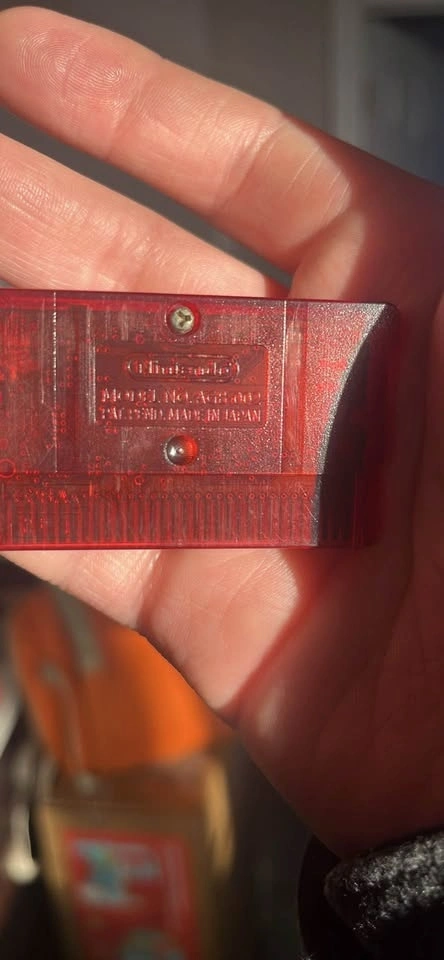 Nintendo
MODEL NO. AGB-002
PAT.PEND. MADE IN JAPAN